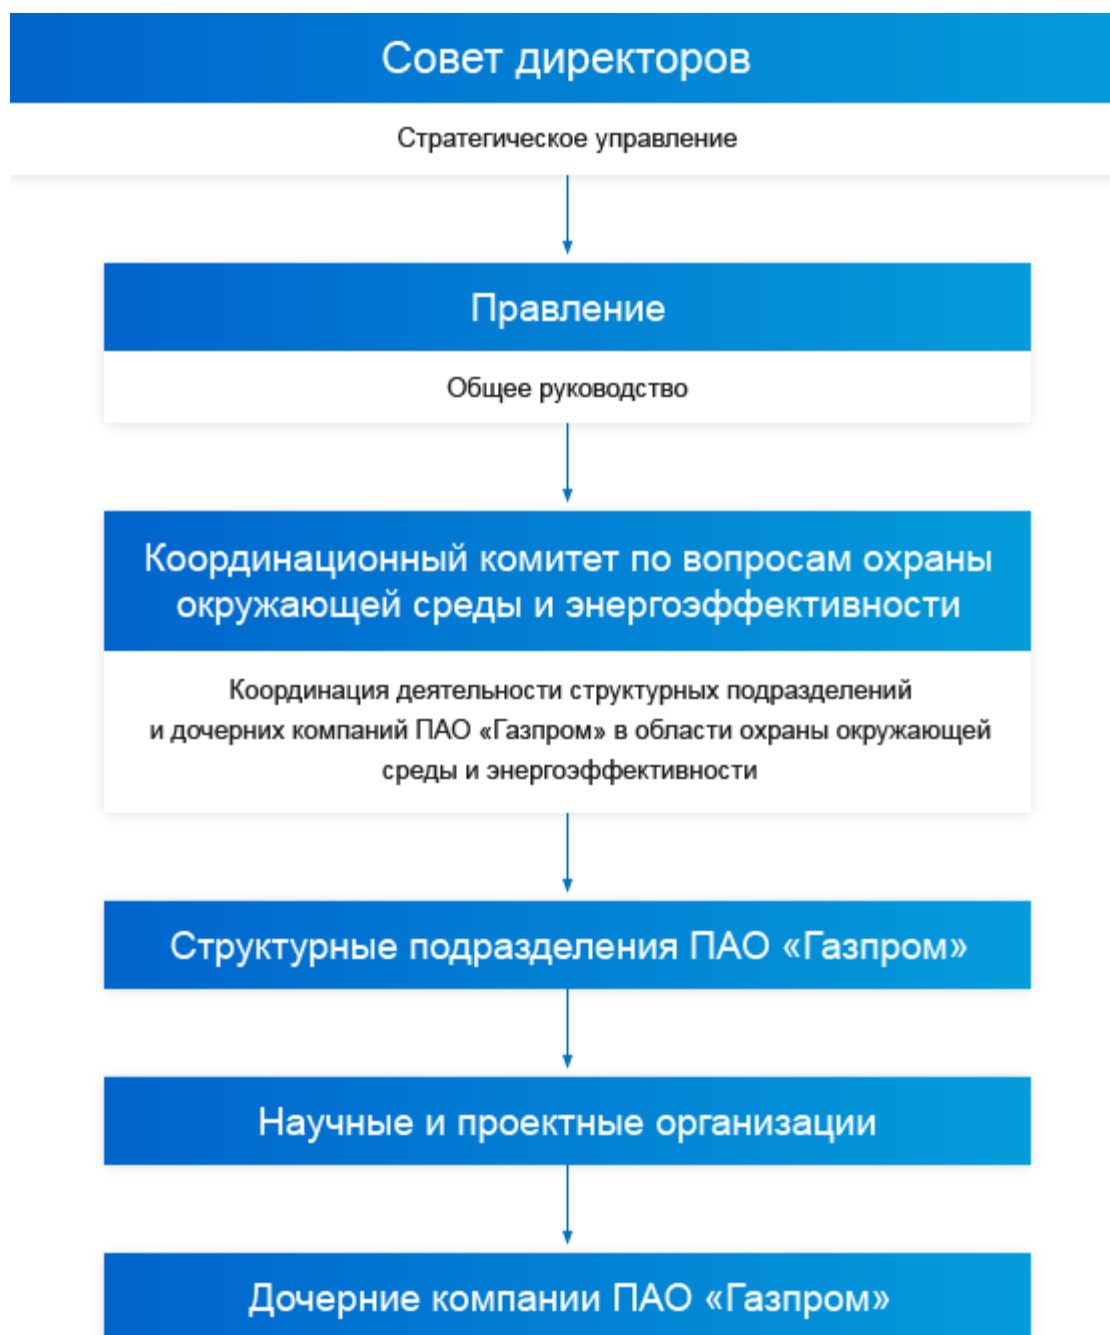 Совет директоров
Стратегическое управление
Правление
Общее руководство
Координационный комитет по вопросам охраны
окружающей среды и энергоэффективности
Координация деятельности структурных подразделений
и дочерних компаний ПАО «Газпром» в области охраны окружающей
среды и энергоэффективности
Структурные подразделения ПАО «Газпром»
Научные и проектные организации
Дочерние компании ПАО «Газпром»